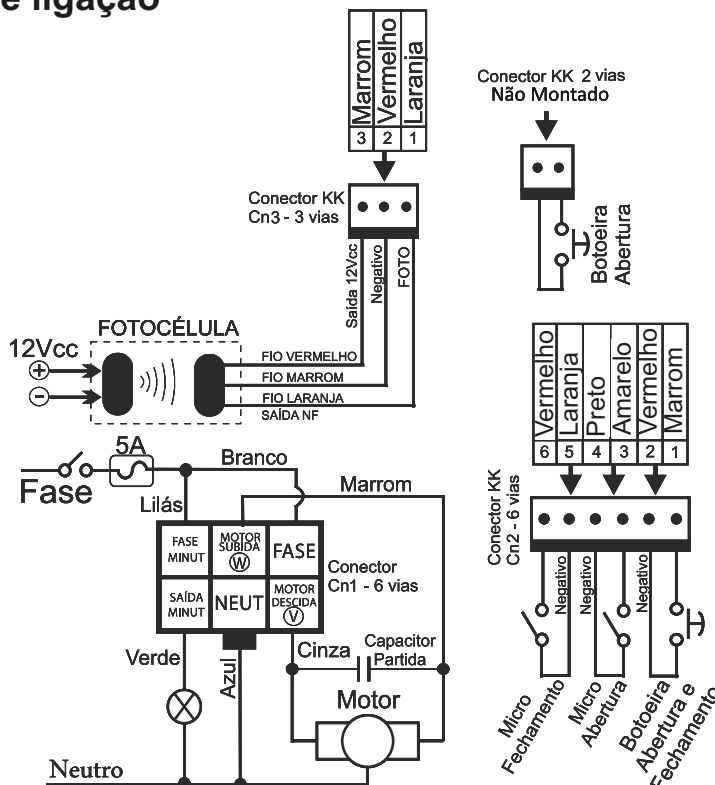 e ligação
Marrom
Vermelho
Laranja
3 2 1
Conector KK
Cn3 - 3 vias
Saída 12Vcc
Negativo
FOTO
Conector KK 2 vias
Não Montado
Botoeira
Abertura
FOTOCÉLULA
12Vcc
+
-
FIO VERMELHO
FIO MARROM
FIO LARANJA
SAÍDA NF
Vermelho
Laranja
Preto
Amarelo
Vermelho
Marrom
6 5 4 3 2 1
Conector KK
Cn2 - 6 vias
Negativo
Negativo
Negativo
Micro
Fechamento
Micro
Abertura
Botoeira
Abertura e
Fechamento
5A
Fase
Branco
Lilás
Marrom
FASE
MINUT
MOTOR
SUBIDA
W
FASE
SAÍDA
MINUT
NEUT
MOTOR
DESCIDA
V
Conector
Cn1 - 6 vias
Verde
Azul
Cinza
Capacitor
Partida
Motor
Neutro